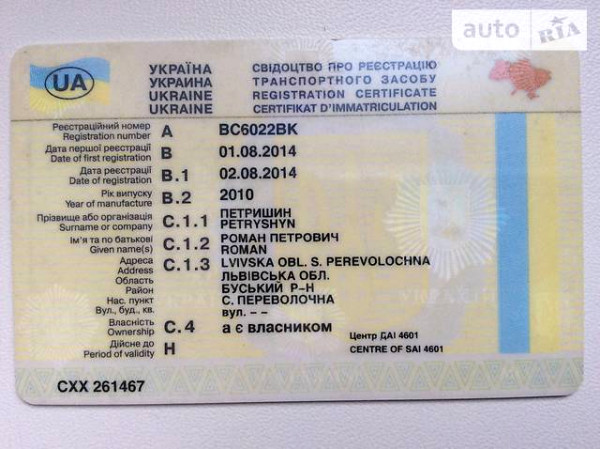 auto RIA
UA
УКРАЇНА СВІДОЦТВО ПРО РЕЄСТРАЦІЮ
УКРАИНА ТРАНСПОРТНОГО ЗАСОБУ
UKRAINE REGISTRATION CERTIFICATE
UKRAINE CERTIFIKAT D'IMMATRICULATION
Реєстраційний номер
Registration number A BC6022BK
Дата першої реєстрації
Date of first registration B 01.08.2014
Дата реєстрації
Date of registration B.1 02.08.2014
Рік випуску
Year of manufacture B.2 2010
Прізвище або організація ПЕТРИШИН
Surname or company C.1.1 PETRYSHYN
Ім'я та по батькові РОМАН ПЕТРОВИЧ
Given name(s) C.1.2 ROMAN
Адреса C.1.3 LVIVSKA OBL. S. PEREVOLOCHNA
Address
Область ЛЬВІВСЬКА ОБЛ.
Район БУСЬКИЙ Р-Н
Нас. пункт С. ПЕРЕВОЛОЧНА
Вул., буд., кв. вул. - -
Власність
Ownership C.4 а є власником Центр ДАІ 4601
Дійсне до
Period of validity H CENTRE OF SAI 4601
CXX 261467